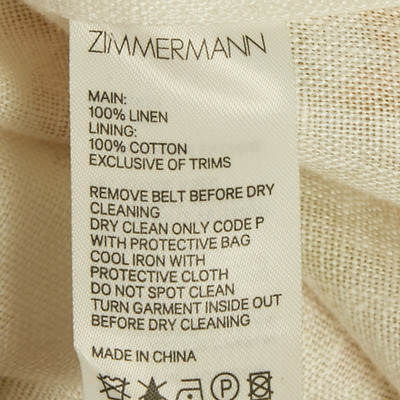 ZIMMERMANN
MAIN:
100% LINEN
LINING:
100% COTTON
EXCLUSIVE OF TRIMS
REMOVE BELT BEFORE DRY
CLEANING
DRY CLEAN ONLY CODE P
WITH PROTECTIVE BAG
COOL IRON WITH
PROTECTIVE CLOTH
DO NOT SPOT CLEAN
TURN GARMENT INSIDE OUT
BEFORE DRY CLEANING
MADE IN CHINA
P